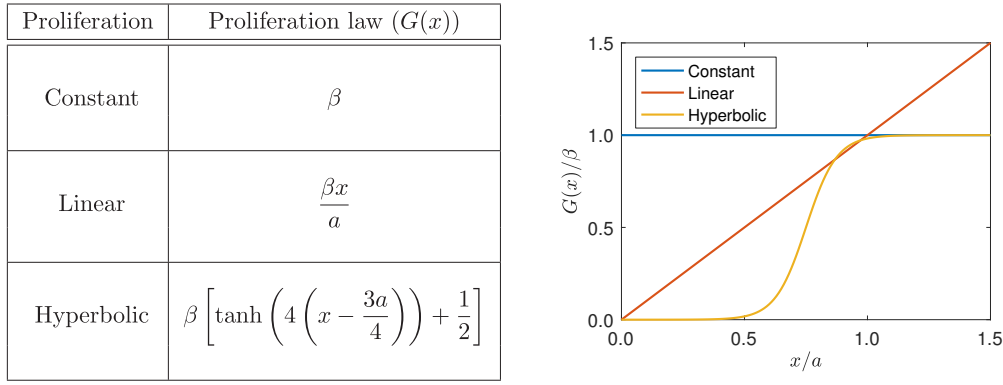 Proliferation Proliferation law (G(x))
Constant β
Linear βx/a
Hyperbolic β [tanh (4 (x − 3a/4)) + 1/2]
1.5
1.0
0.5
0.0
G(x)/β
Constant
Linear
Hyperbolic
0.0 0.5 1.0 1.5
x/a